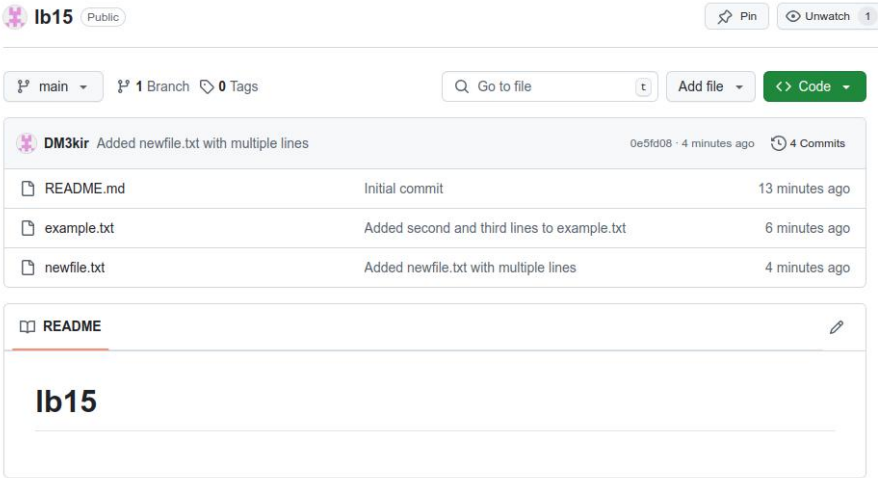 lb15 Public Pin Unwatch 1
main 1 Branch 0 Tags Go to file t Add file <> Code
DM3kir Added newfile.txt with multiple lines 0e5fd08 · 4 minutes ago 4 Commits
README.md Initial commit 13 minutes ago
example.txt Added second and third lines to example.txt 6 minutes ago
newfile.txt Added newfile.txt with multiple lines 4 minutes ago
README
lb15